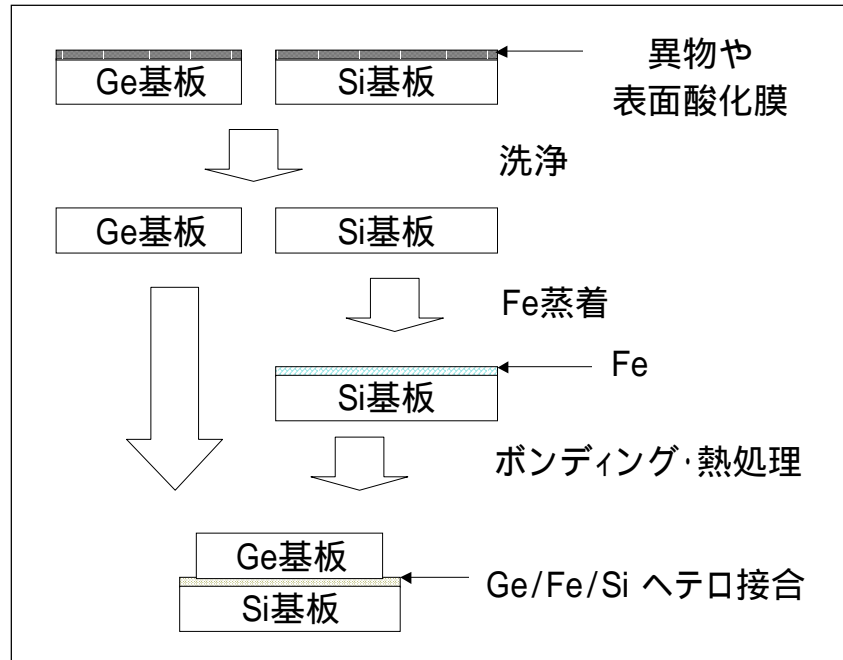 Ge基板
Si基板
異物や
表面酸化膜
洗浄
Ge基板
Si基板
Fe蒸着
Fe
Si基板
ボンディング・熱処理
Ge基板
Ge/Fe/Si ヘテロ接合
Si基板